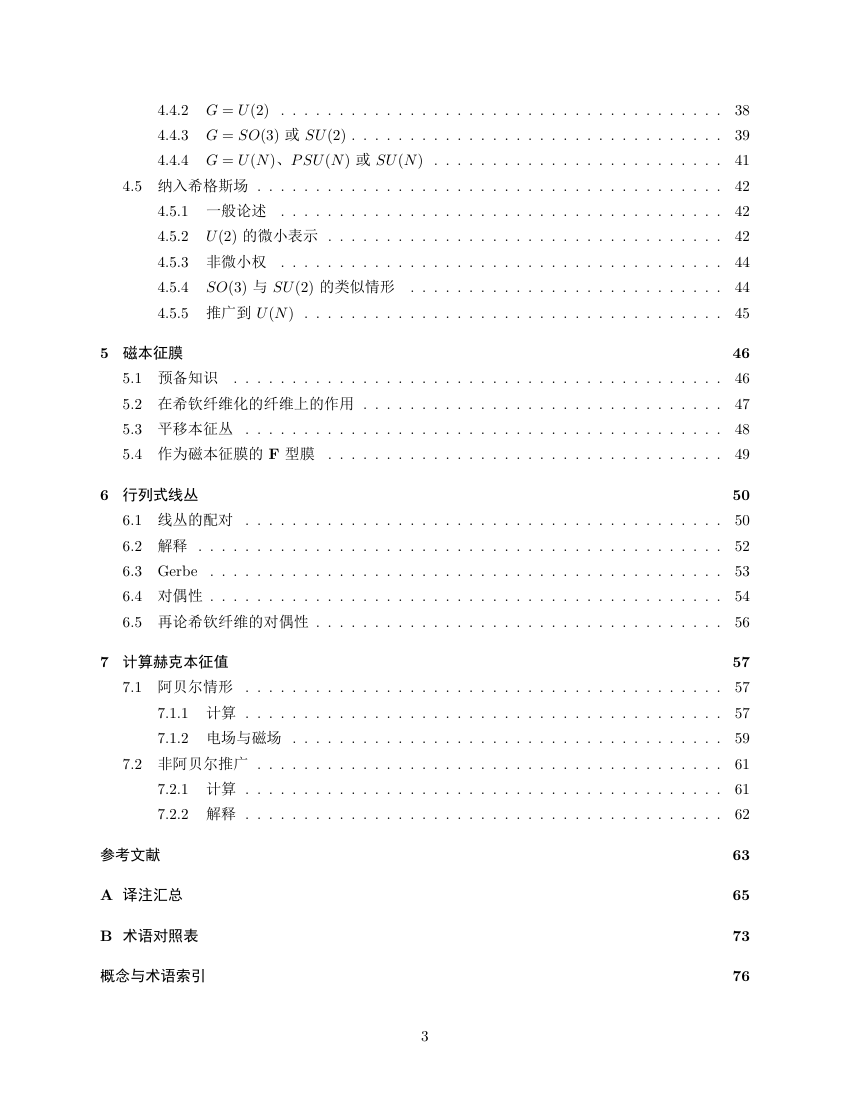 4.4.2 G = U(2) . . . . . . . . . . . . . . . . . . . . . . . . . . . . . . . . . . . . . . 38
4.4.3 G = SO(3) 或 SU(2) . . . . . . . . . . . . . . . . . . . . . . . . . . . . . . . . 39
4.4.4 G = U(N)、PSU(N) 或 SU(N) . . . . . . . . . . . . . . . . . . . . . . . . . 41
4.5 纳入希格斯场 . . . . . . . . . . . . . . . . . . . . . . . . . . . . . . . . . . . . . . . . 42
4.5.1 一般论述 . . . . . . . . . . . . . . . . . . . . . . . . . . . . . . . . . . . . . . 42
4.5.2 U(2) 的微小表示 . . . . . . . . . . . . . . . . . . . . . . . . . . . . . . . . . . 42
4.5.3 非微小权 . . . . . . . . . . . . . . . . . . . . . . . . . . . . . . . . . . . . . . 44
4.5.4 SO(3) 与 SU(2) 的类似情形 . . . . . . . . . . . . . . . . . . . . . . . . . . . 44
4.5.5 推广到 U(N) . . . . . . . . . . . . . . . . . . . . . . . . . . . . . . . . . . . . 45
5 磁本征膜 46
5.1 预备知识 . . . . . . . . . . . . . . . . . . . . . . . . . . . . . . . . . . . . . . . . . . 46
5.2 在希钦纤维化的纤维上的作用 . . . . . . . . . . . . . . . . . . . . . . . . . . . . . . . 47
5.3 平移本征丛 . . . . . . . . . . . . . . . . . . . . . . . . . . . . . . . . . . . . . . . . . 48
5.4 作为磁本征膜的 F 型膜 . . . . . . . . . . . . . . . . . . . . . . . . . . . . . . . . . . 49
6 行列式线丛 50
6.1 线丛的配对 . . . . . . . . . . . . . . . . . . . . . . . . . . . . . . . . . . . . . . . . . 50
6.2 解释 . . . . . . . . . . . . . . . . . . . . . . . . . . . . . . . . . . . . . . . . . . . . . 52
6.3 Gerbe . . . . . . . . . . . . . . . . . . . . . . . . . . . . . . . . . . . . . . . . . . . . 53
6.4 对偶性 . . . . . . . . . . . . . . . . . . . . . . . . . . . . . . . . . . . . . . . . . . . . 54
6.5 再论希钦纤维的对偶性 . . . . . . . . . . . . . . . . . . . . . . . . . . . . . . . . . . . 56
7 计算赫克本征值 57
7.1 阿贝尔情形 . . . . . . . . . . . . . . . . . . . . . . . . . . . . . . . . . . . . . . . . . 57
7.1.1 计算 . . . . . . . . . . . . . . . . . . . . . . . . . . . . . . . . . . . . . . . . . 57
7.1.2 电场与磁场 . . . . . . . . . . . . . . . . . . . . . . . . . . . . . . . . . . . . . 59
7.2 非阿贝尔推广 . . . . . . . . . . . . . . . . . . . . . . . . . . . . . . . . . . . . . . . . 61
7.2.1 计算 . . . . . . . . . . . . . . . . . . . . . . . . . . . . . . . . . . . . . . . . . 61
7.2.2 解释 . . . . . . . . . . . . . . . . . . . . . . . . . . . . . . . . . . . . . . . . . 62
参考文献 63
A 译注汇总 65
B 术语对照表 73
概念与术语索引 76
3